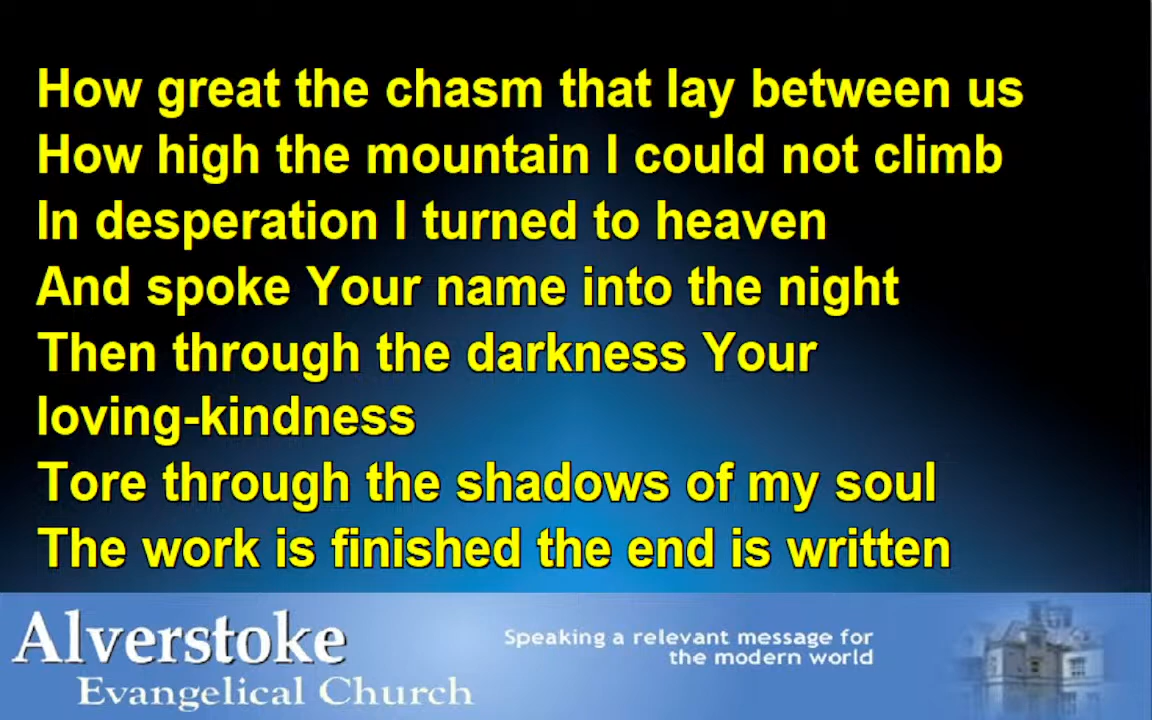 How great the chasm that lay between us
How high the mountain I could not climb
In desperation I turned to heaven
And spoke Your name into the night
Then through the darkness Your
loving-kindness
Tore through the shadows of my soul
The work is finished the end is written
Alverstoke
Evangelical Church
Speaking a relevant message for
the modern world